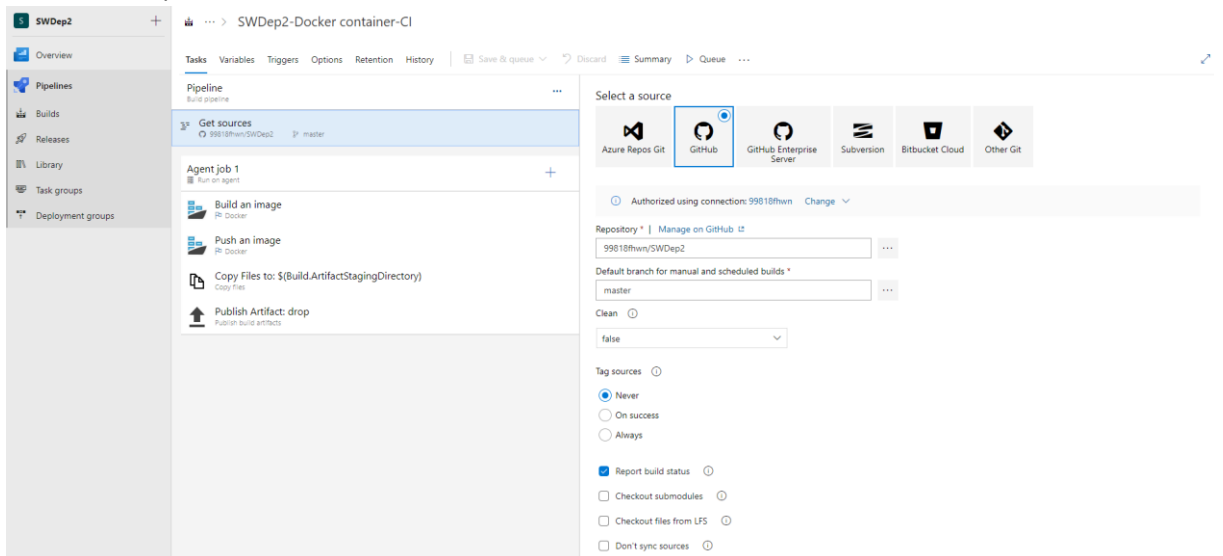 S SWDep2 +
Overview
Pipelines
Builds
Releases
Library
Task groups
Deployment groups
... > SWDep2-Docker container-CI
Tasks Variables Triggers Options Retention History Save & queue Discard Summary Queue ...
Pipeline ...
Build pipeline
Get sources
99818fhwn/SWDep2 master
Agent job 1 +
Run on agent
Build an image
Docker
Push an image
Docker
Copy Files to: $(Build.ArtifactStagingDirectory)
Copy files
Publish Artifact: drop
Publish build artifacts
Select a source
Azure Repos Git
GitHub
GitHub Enterprise
Server
Subversion
Bitbucket Cloud
Other Git
Authorized using connection: 99818fhwn Change
Repository * | Manage on GitHub
99818fhwn/SWDep2 ...
Default branch for manual and scheduled builds *
master ...
Clean
false
Tag sources
Never
On success
Always
Report build status
Checkout submodules
Checkout files from LFS
Don't sync sources